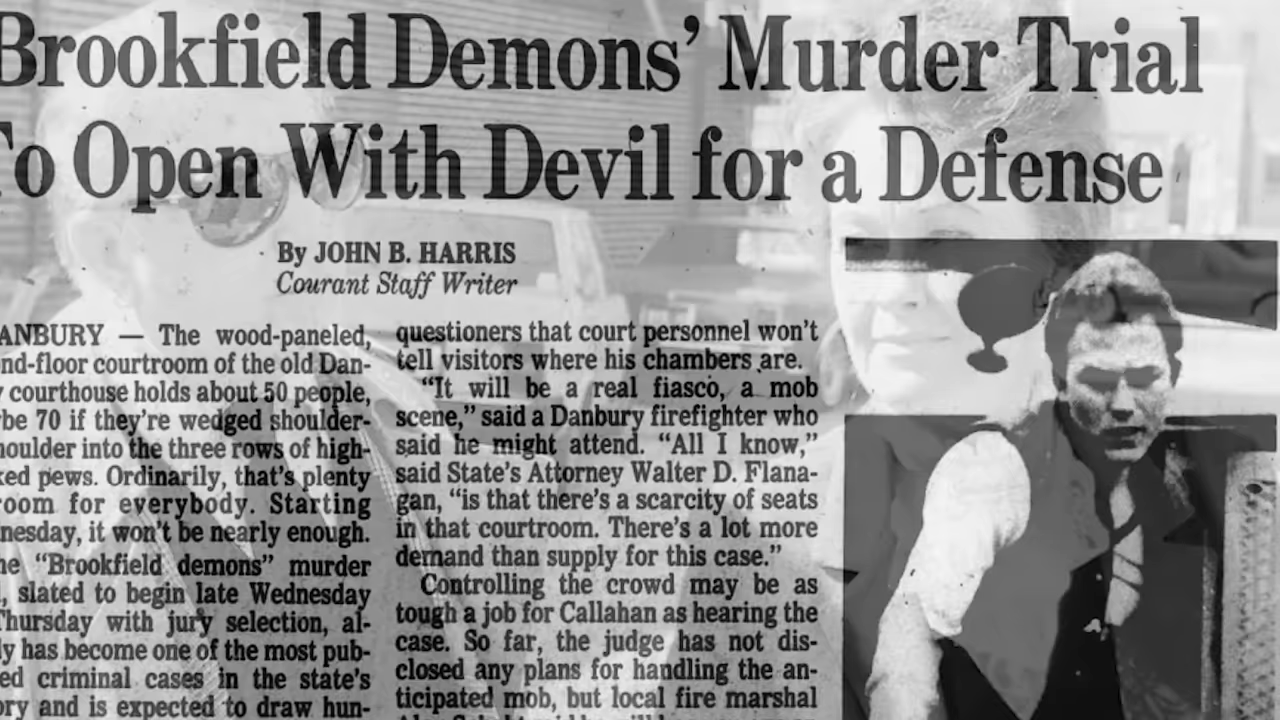 Brookfield Demons’ Murder Trial
To Open With Devil for a Defense
By JOHN B. HARRIS
Courant Staff Writer
ANBURY — The wood-paneled,
nd-floor courtroom of the old Dan-
y courthouse holds about 50 people,
be 70 if they’re wedged shoulder-
houlder into the three rows of high-
ked pews. Ordinarily, that’s plenty
room for everybody. Starting
nesday, it won’t be nearly enough.
he “Brookfield demons” murder
l, slated to begin late Wednesday
Thursday with jury selection, al-
ly has become one of the most pub-
ed criminal cases in the state’s
ory and is expected to draw hun-
questioners that court personnel won’t
tell visitors where his chambers are.
“It will be a real fiasco, a mob
scene,” said a Danbury firefighter who
said he might attend. “All I know,”
said State’s Attorney Walter D. Flana-
gan, “is that there’s a scarcity of seats
in that courtroom. There’s a lot more
demand than supply for this case.”
Controlling the crowd may be as
tough a job for Callahan as hearing the
case. So far, the judge has not dis-
closed any plans for handling the an-
ticipated mob, but local fire marshal